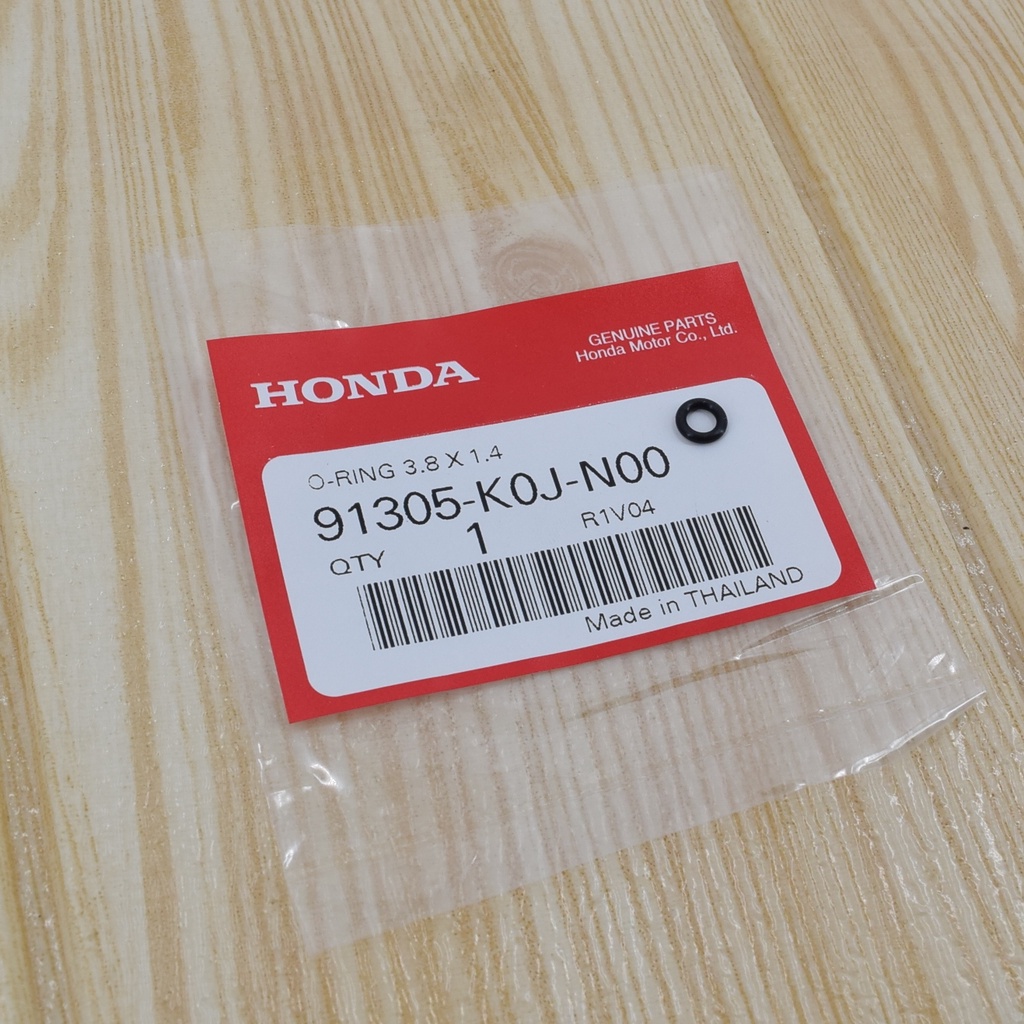 HONDA
GENUINE PARTS
Honda Motor Co., Ltd.
O-RING 3.8 X 1.4
91305-K0J-N00
QTY 1 R1V04
Made in THAILAND